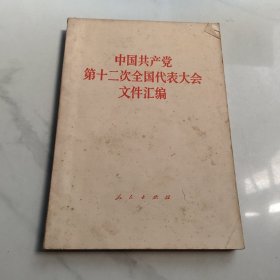 中国共产党
第十二次全国代表大会
文件汇编
人民出版社